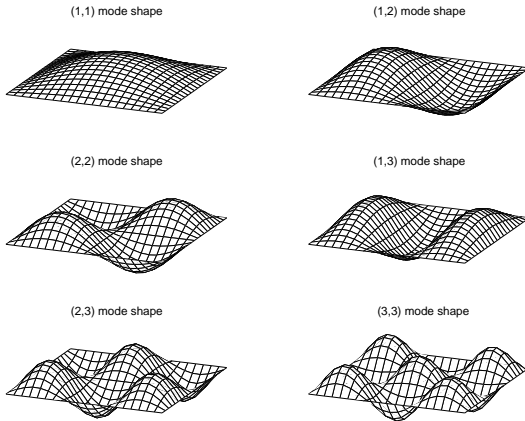 (1,1) mode shape
(1,2) mode shape
(2,2) mode shape
(1,3) mode shape
(2,3) mode shape
(3,3) mode shape